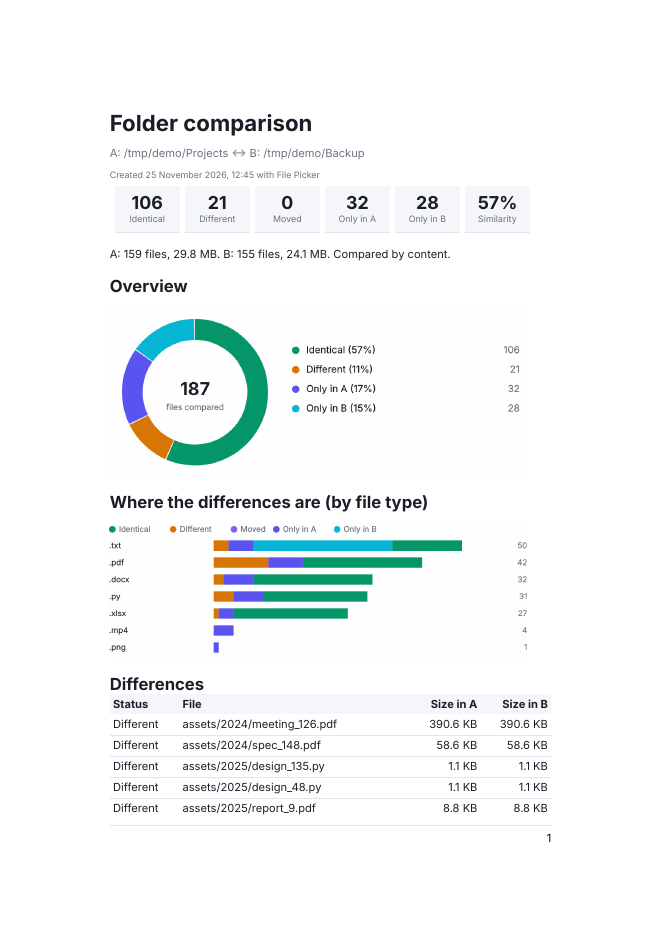 Folder comparison
A: /tmp/demo/Projects ↔ B: /tmp/demo/Backup
Created 25 November 2026, 12:45 with File Picker
106 21 0 32 28 57%
Identical Different Moved Only in A Only in B Similarity
A: 159 files, 29.8 MB. B: 155 files, 24.1 MB. Compared by content.
Overview
187
files compared
Identical (57%) 106
Different (11%) 21
Only in A (17%) 32
Only in B (15%) 28
Where the differences are (by file type)
Identical Different Moved Only in A Only in B
.txt 50
.pdf 42
.docx 32
.py 31
.xlsx 27
.mp4 4
.png 1
Differences
Status File Size in A Size in B
Different assets/2024/meeting_126.pdf 390.6 KB 390.6 KB
Different assets/2024/spec_148.pdf 58.6 KB 58.6 KB
Different assets/2025/design_135.py 1.1 KB 1.1 KB
Different assets/2025/design_48.py 1.1 KB 1.1 KB
Different assets/2025/report_9.pdf 8.8 KB 8.8 KB
1